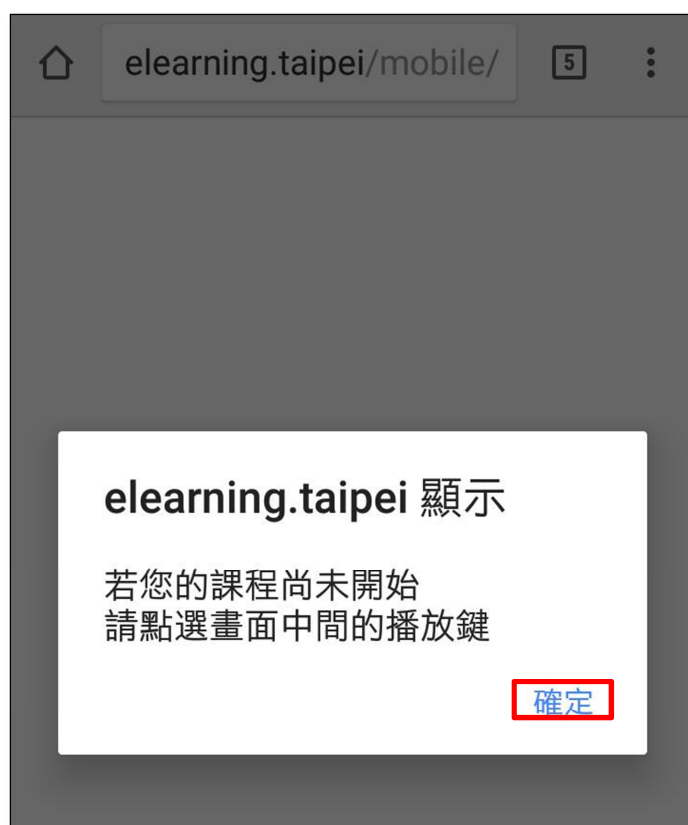 elearning.taipei/mobile/
5
elearning.taipei 顯示
若您的課程尚未開始
請點選畫面中間的播放鍵
確定